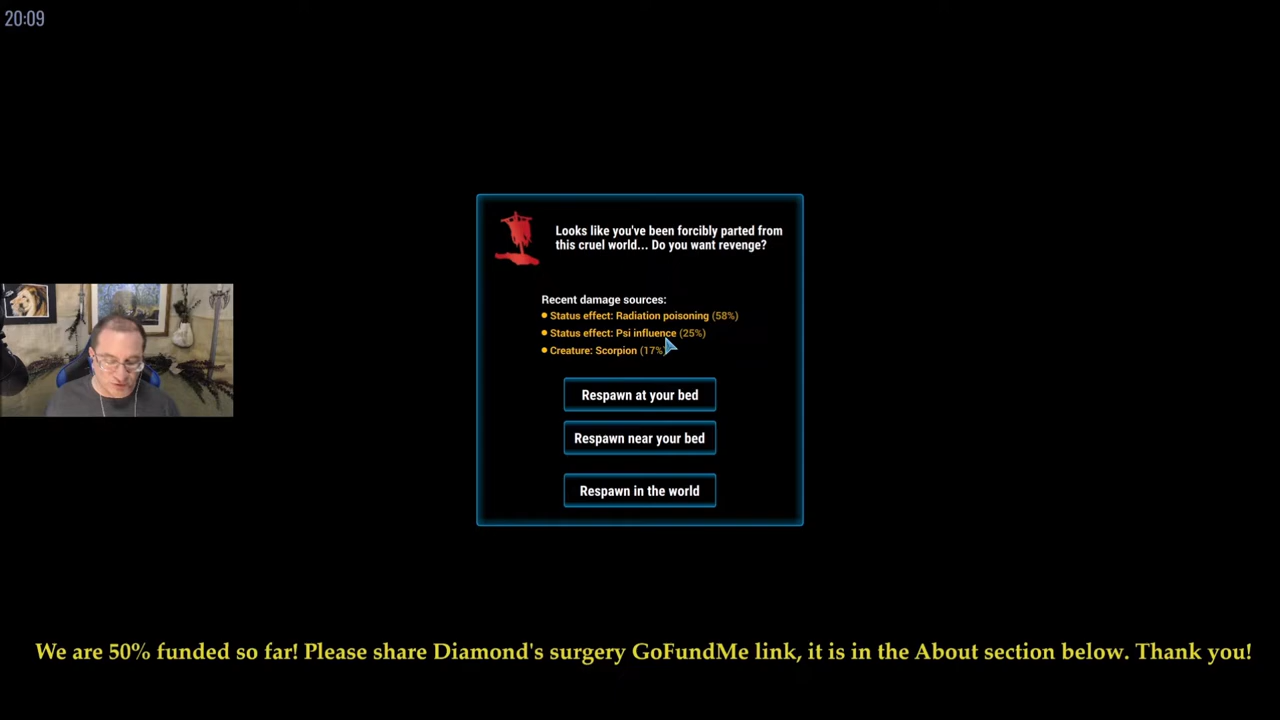 20:09
Looks like you've been forcibly parted from
this cruel world... Do you want revenge?
Recent damage sources:
Status effect: Radiation poisoning (58%)
Status effect: Psi influence (25%)
Creature: Scorpion (17%)
Respawn at your bed
Respawn near your bed
Respawn in the world
We are 50% funded so far! Please share Diamond's surgery GoFundMe link, it is in the About section below. Thank you!